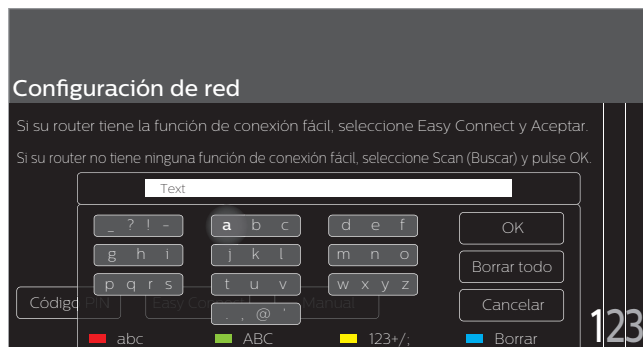 Configuración de red
Si su router tiene la función de conexión fácil, seleccione Easy Connect y Aceptar.
Si su router no tiene ninguna función de conexión fácil, seleccione Scan (Buscar) y pulse OK.
Text
_ ? ! - a b c d e f OK
g h i j k l m n o Borrar todo
p q r s t u v w x y z
Código PIN Easy Connect Manual Cancelar
. , @ '
abc ABC 123+/; Borrar 123